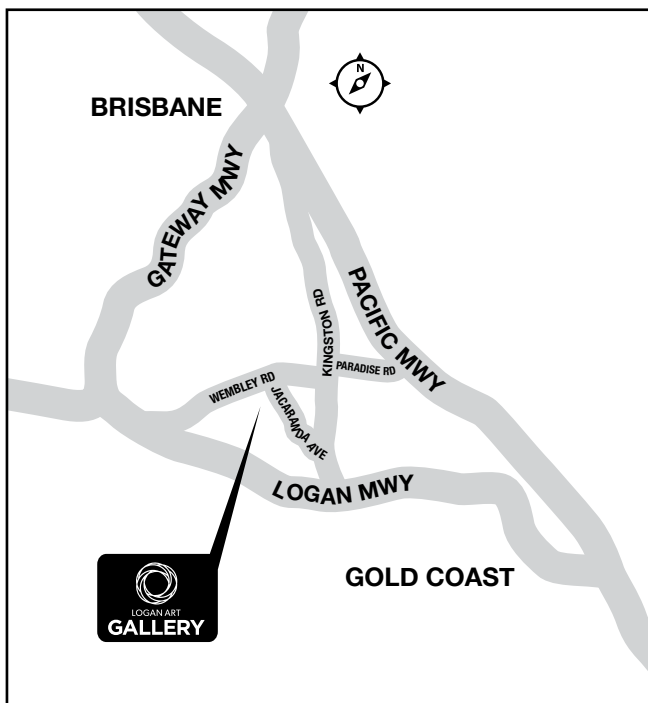 N
BRISBANE
GATEWAY MWY
PACIFIC MWY
KINGSTON RD
PARADISE RD
WEMBLEY RD
JACARANDA AVE
LOGAN MWY
LOGAN ART
GALLERY
GOLD COAST